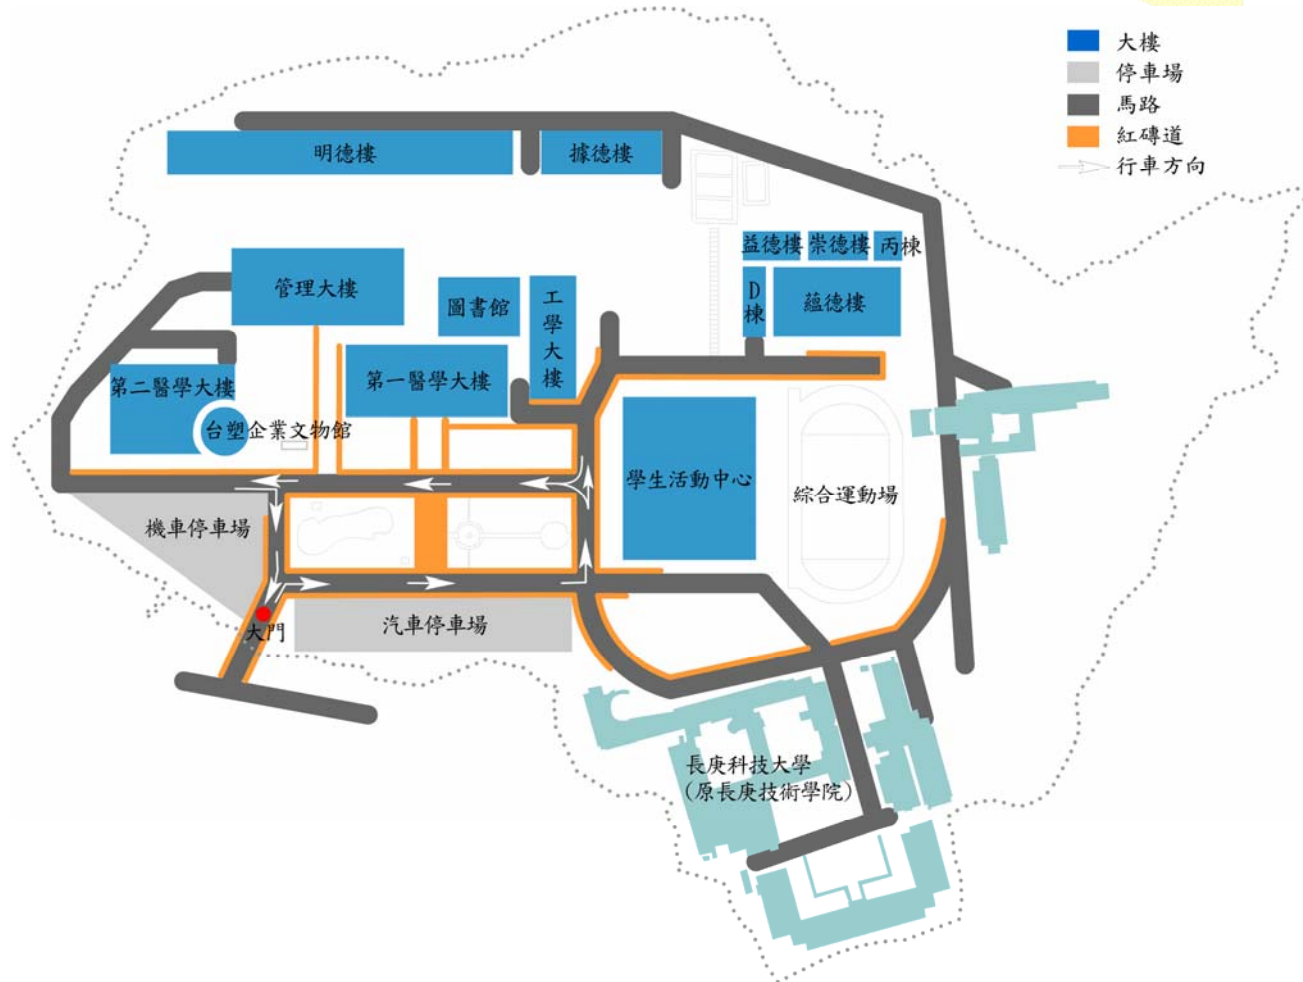 大樓
停車場
馬路
紅磚道
行車方向
明德樓
據德樓
益德樓
崇德樓
丙棟
管理大樓
圖書館
工學大樓
D棟
蘊德樓
第二醫學大樓
第一醫學大樓
台塑企業文物館
學生活動中心
綜合運動場
機車停車場
大門
汽車停車場
長庚科技大學
(原長庚技術學院)